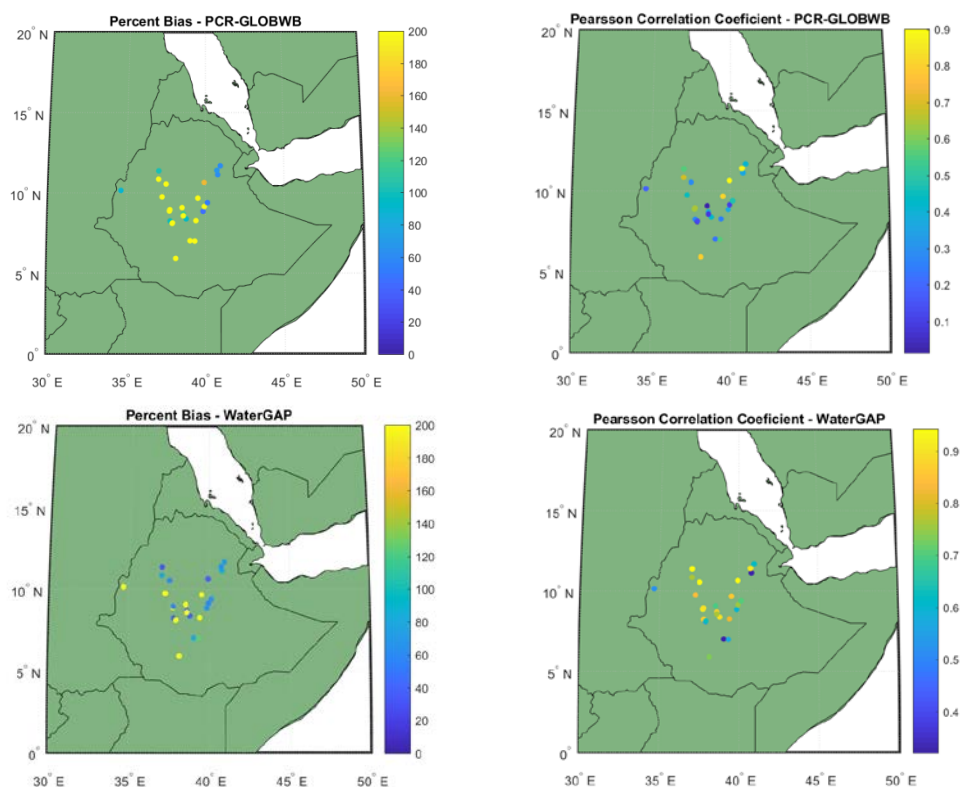 Percent Bias - PCR-GLOBWB
20° N
15° N
10° N
5° N
0°
30° E 35° E 40° E 45° E 50° E
200
180
160
140
120
100
80
60
40
20
0
Pearsson Correlation Coeficient - PCR-GLOBWB
20° N
15° N
10° N
5° N
0°
30° E 35° E 40° E 45° E 50° E
0.9
0.8
0.7
0.6
0.5
0.4
0.3
0.2
0.1
Percent Bias - WaterGAP
20° N
15° N
10° N
5° N
0°
30° E 35° E 40° E 45° E 50° E
200
180
160
140
120
100
80
60
40
20
0
Pearsson Correlation Coeficient - WaterGAP
20° N
15° N
10° N
5° N
0°
30° E 35° E 40° E 45° E 50° E
0.9
0.8
0.7
0.6
0.5
0.4